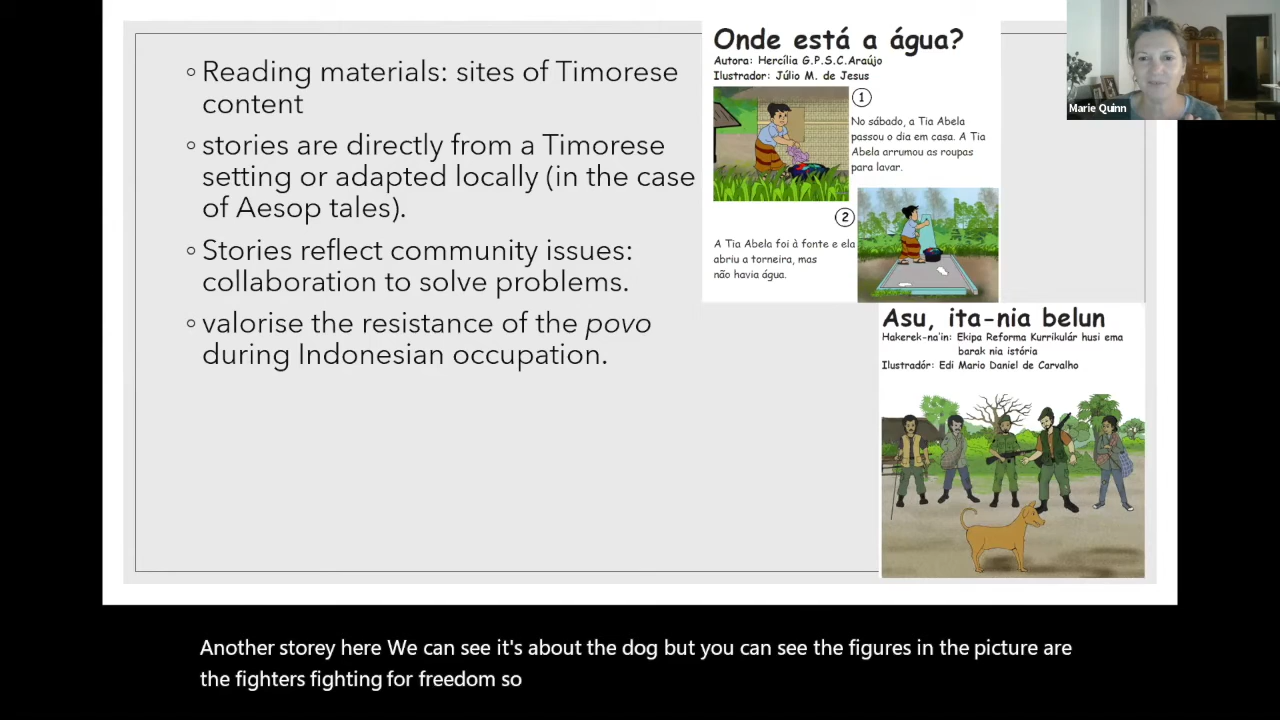 ◦ Reading materials: sites of Timorese
content
◦ stories are directly from a Timorese
setting or adapted locally (in the case
of Aesop tales).
◦ Stories reflect community issues:
collaboration to solve problems.
◦ valorise the resistance of the povo
during Indonesian occupation.
Onde está a água?
Autora: Hercília G.P.S.C.Araújo
Ilustrador: Júlio M. de Jesus
1
No sábado, a Tia Abela
passou o dia em casa. A Tia
Abela arrumou as roupas
para lavar.
2
A Tia Abela foi à fonte e ela
abriu a torneira, mas
não havia água.
Asu, ita-nia belun
Hakerek-na'in: Ekipa Reforma Kurrikulár husi ema
barak nia istória
Ilustradór: Edi Mario Daniel de Carvalho
Marie Quinn
Another storey here We can see it's about the dog but you can see the figures in the picture are
the fighters fighting for freedom so